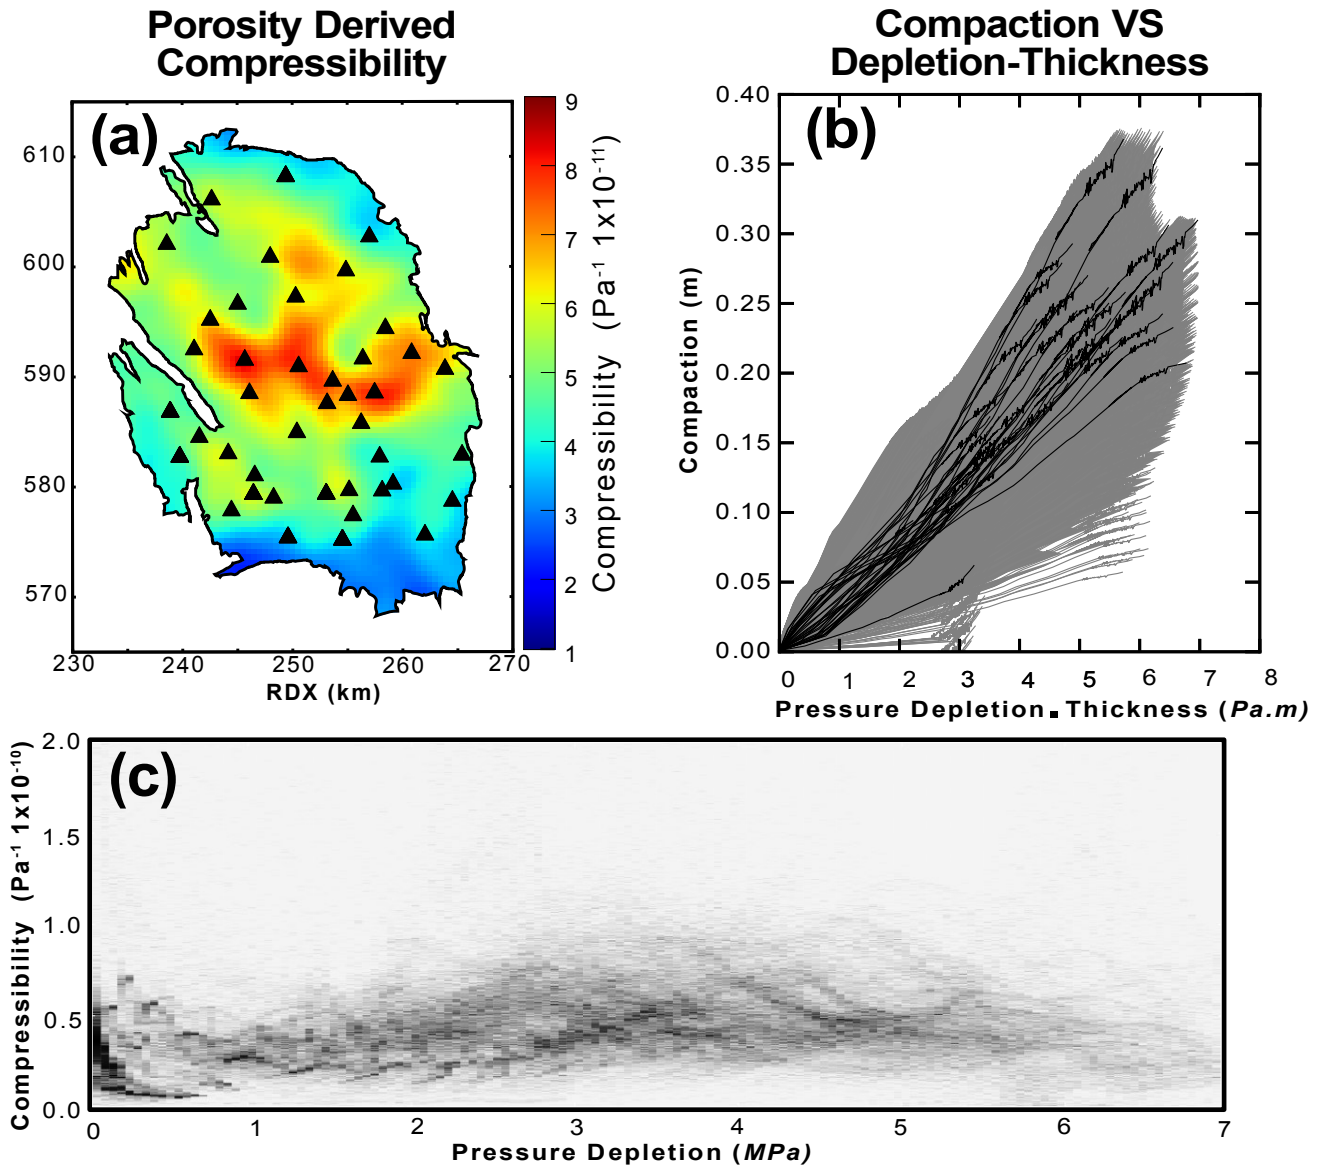 Porosity Derived
Compressibility
Compaction VS
Depletion-Thickness
(a)
610
600
590
580
570
230
240
250
260
270
RDX (km)
9
8
7
6
5
4
3
2
1
Compressibility (Pa-1 1x10-11)
(b)
0.40
0.35
0.30
0.25
0.20
0.15
0.10
0.05
0.00
Compaction (m)
0 1 2 3 4 5 6 7 8
Pressure Depletion.Thickness (Pa.m)
(c)
2.0
1.5
1.0
0.5
0.0
Compressibility (Pa-1 1x10-10)
0 1 2 3 4 5 6 7
Pressure Depletion (MPa)